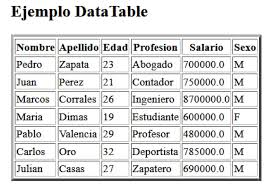 Ejemplo DataTable
Nombre Apellido Edad Profesion Salario Sexo
Pedro Zapata 23 Abogado 700000.0 M
Juan Perez 21 Contador 750000.0 M
Marcos Corrales 26 Ingeniero 8700000.0 M
Maria Dimas 19 Estudiante 600000.0 F
Pablo Valencia 29 Profesor 480000.0 M
Carlos Oro 32 Deportista 785000.0 M
Julian Casas 27 Zapatero 690000.0 M